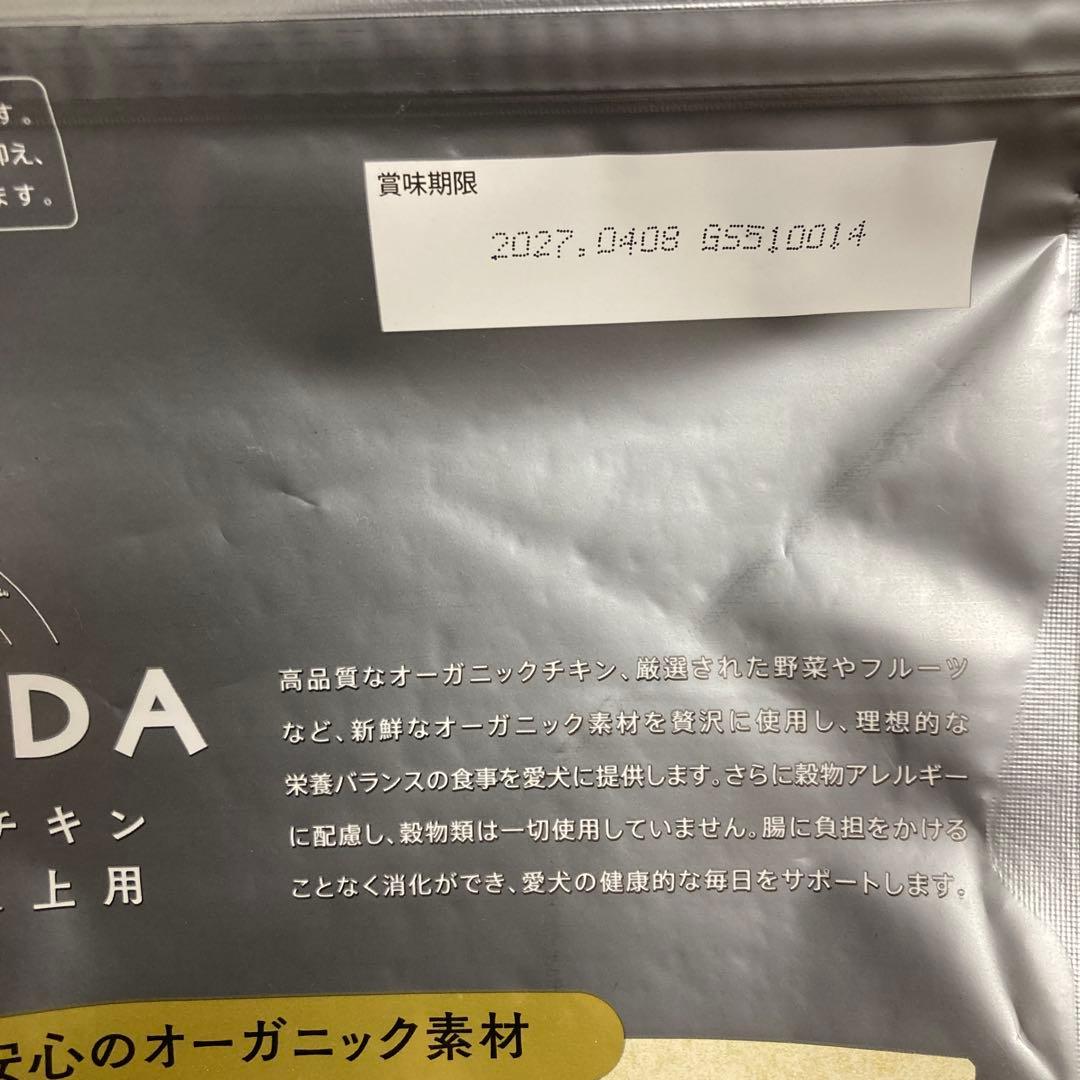 す。
抑え、
ます。
賞味期限
2027.0408 GS510014
DA
高品質なオーガニックチキン、厳選された野菜やフルーツ
など、新鮮なオーガニック素材を贅沢に使用し、理想的な
栄養バランスの食事を愛犬に提供します。さらに穀物アレルギー
に配慮し、穀物類は一切使用していません。腸に負担をかける
ことなく消化ができ、愛犬の健康的な毎日をサポートします。
チキン
上用
安心のオーガニック素材